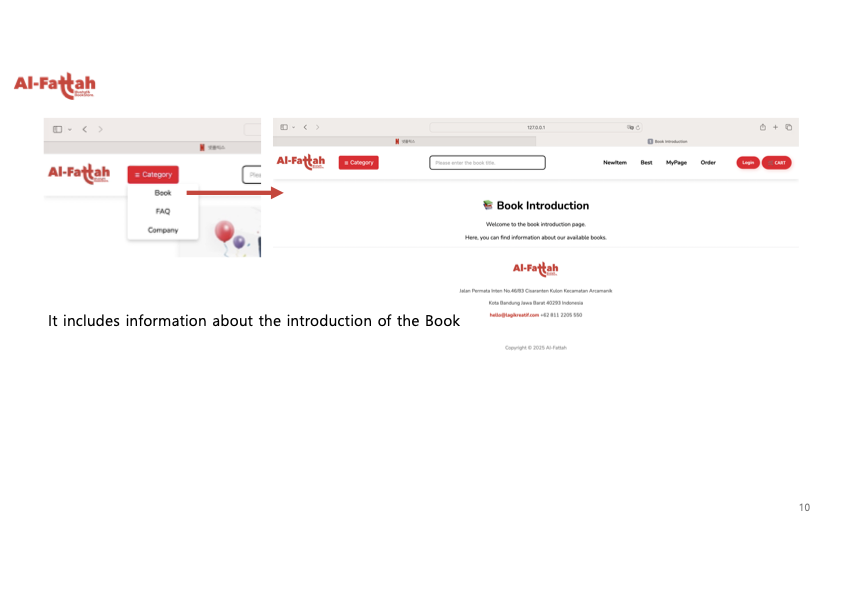 Al-Fattah
127.0.0.1
Book Introduction
Al-Fattah
≡ Category
Book
FAQ
Company
Al-Fattah
≡ Category
Please enter the book title.
NewItem
Best
MyPage
Order
Login
CART
📚 Book Introduction
Welcome to the book introduction page.
Here, you can find information about our available books.
Al-Fattah
Jalan Permata Inten No.46/B3 Cisaranten Kulon Kecamatan Arcamanik
Kota Bandung Jawa Barat 40293 Indonesia
hello@lagikreatif.com +62 811 2205 550
Copyright © 2025 Al-Fattah
It includes information about the introduction of the Book
10